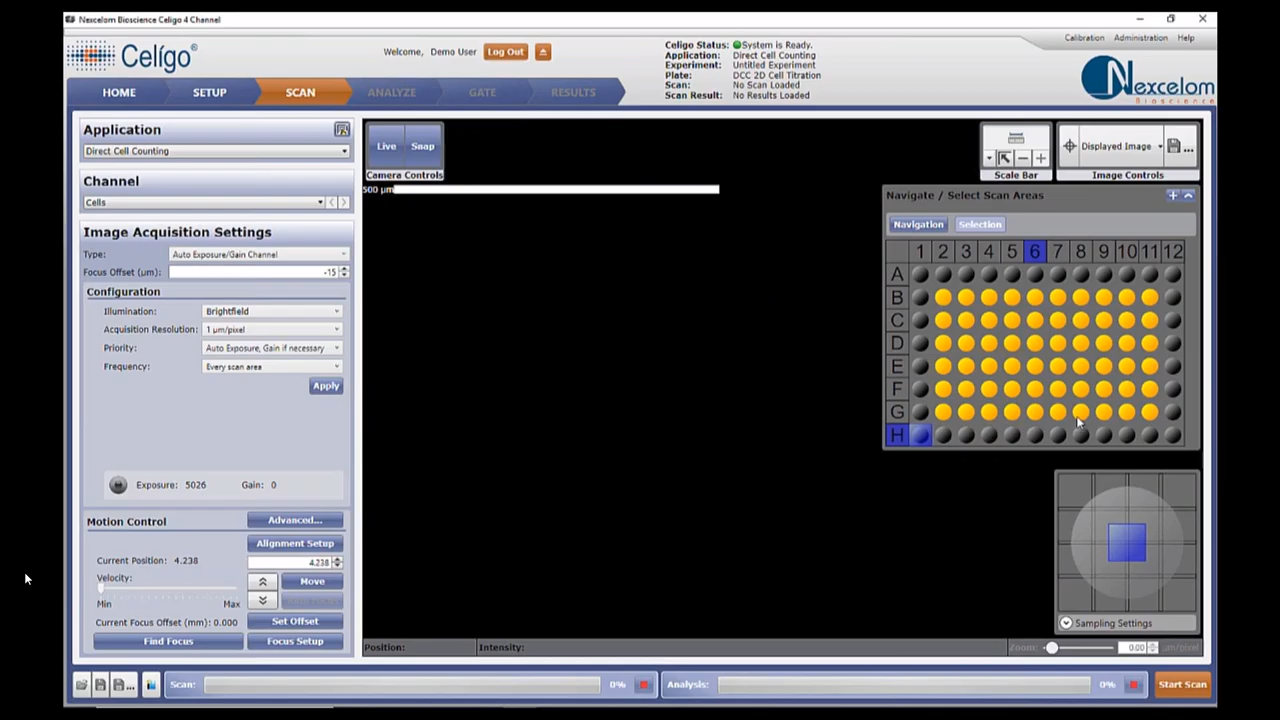 Nexcelom Bioscience Celigo 4 Channel
Calibration Administration Help
Celígo®
Welcome, Demo User Log Out
Celigo Status: System is Ready.
Application: Direct Cell Counting
Experiment: Untitled Experiment
Plate: DCC 2D Cell Titration
Scan: No Scan Loaded
Scan Result: No Results Loaded
Nexcelom
Bioscience
HOME SETUP SCAN ANALYZE GATE RESULTS
Application
Direct Cell Counting
Channel
Cells
Image Acquisition Settings
Type: Auto Exposure/Gain Channel
Focus Offset (µm): -15
Configuration
Illumination: Brightfield
Acquisition Resolution: 1 µm/pixel
Priority: Auto Exposure, Gain if necessary
Frequency: Every scan area
Apply
Exposure: 5026 Gain: 0
Motion Control Advanced...
Alignment Setup
Current Position: 4.238 4.238
Velocity: Move
Min Max
Current Focus Offset (mm): 0.000 Set Offset
Find Focus Focus Setup
Live Snap
Camera Controls
500 µm
Scale Bar
Displayed Image ...
Image Controls
Navigate / Select Scan Areas
Navigation Selection
1 2 3 4 5 6 7 8 9 10 11 12
A
B
C
D
E
F
G
H
Sampling Settings
Position: Intensity: Zoom: 0.00 µm/pixel
Scan: 0% Analysis: 0% Start Scan